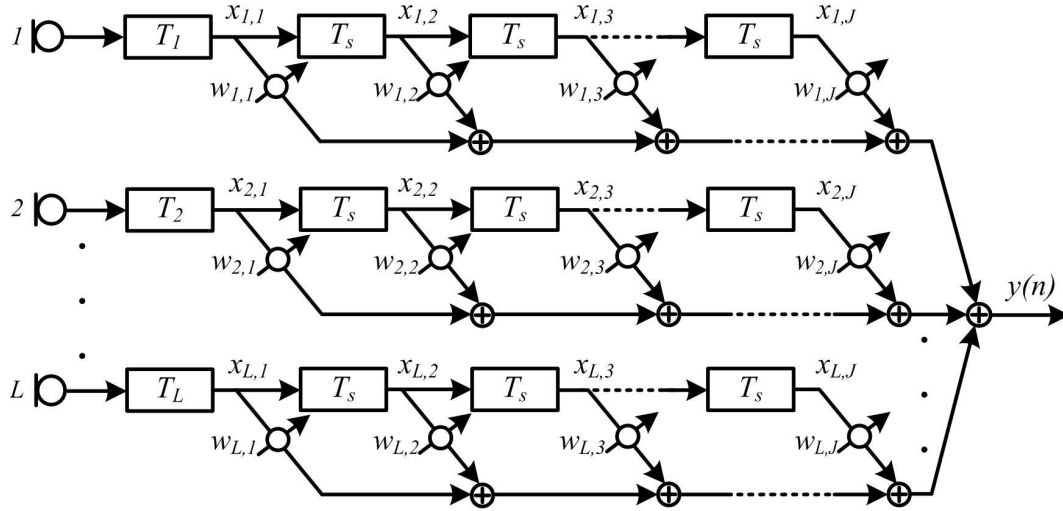 x1,1 x1,2 x1,3 x1,J
1 T1 Ts Ts Ts
w1,1 w1,2 w1,3 w1,J
x2,1 x2,2 x2,3 x2,J
2 T2 Ts Ts Ts
w2,1 w2,2 w2,3 w2,J
y(n)
xL,1 xL,2 xL,3 xL,J
L TL Ts Ts Ts
wL,1 wL,2 wL,3 wL,J